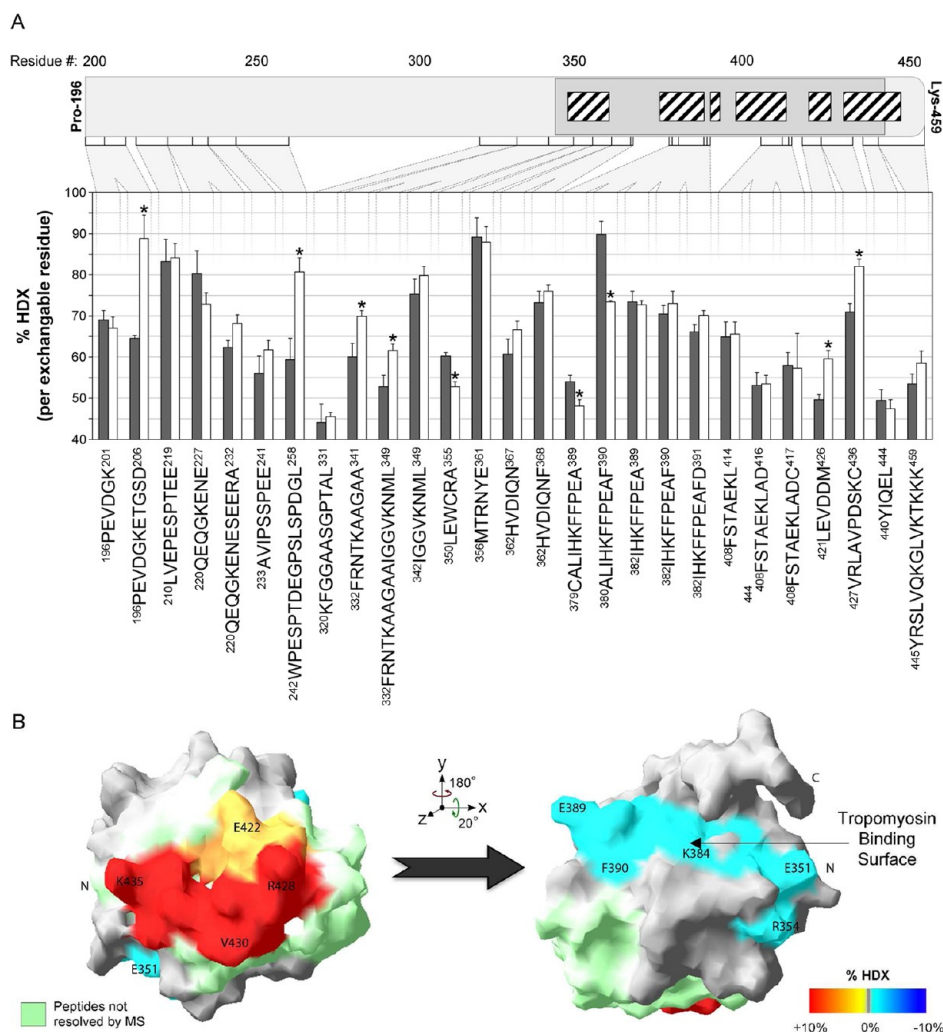 A
Residue #: 200 250 300 350 400 450
Pro-196
Lys-459
% HDX
(per exchangable residue)
100
90
80
70
60
50
40
* * * * * * * * *
196PEVDGK201
196PEVDGKETGSD206
210LVEPESPTEE219
220QEQGKENE227
220QEQGKENESEERA232
233AVIPSSPEE241
242WPESPTDEGPSLSPDGL258
320KFGGAASGPTAL331
332FRNTKAAGAA341
332FRNTKAAGAAIGGVKNML349
342IGGVKNML349
350LEWCRA355
356MTRNYE361
362HVDIQN367
362HVDIQNF368
379CALIHKFFPEA389
380ALIHKFFPEAF390
382IHKFFPEA389
382IHKFFPEAF390
382IHKFFPEAFD391
408FSTAEKL414
444
408FSTAEKLAD416
408FSTAEKLADC417
421LEVDDM426
427VRLAVPDSKC436
440YIQEL444
445YRSLVQKGLVKTKKK459
B
E422
N
K435
R428
V430
E351
y
180°
x
z
20°
C
E389
K384
F390
E351
N
R354
Tropomyosin
Binding
Surface
Peptides not
resolved by MS
% HDX
+10% 0% -10%